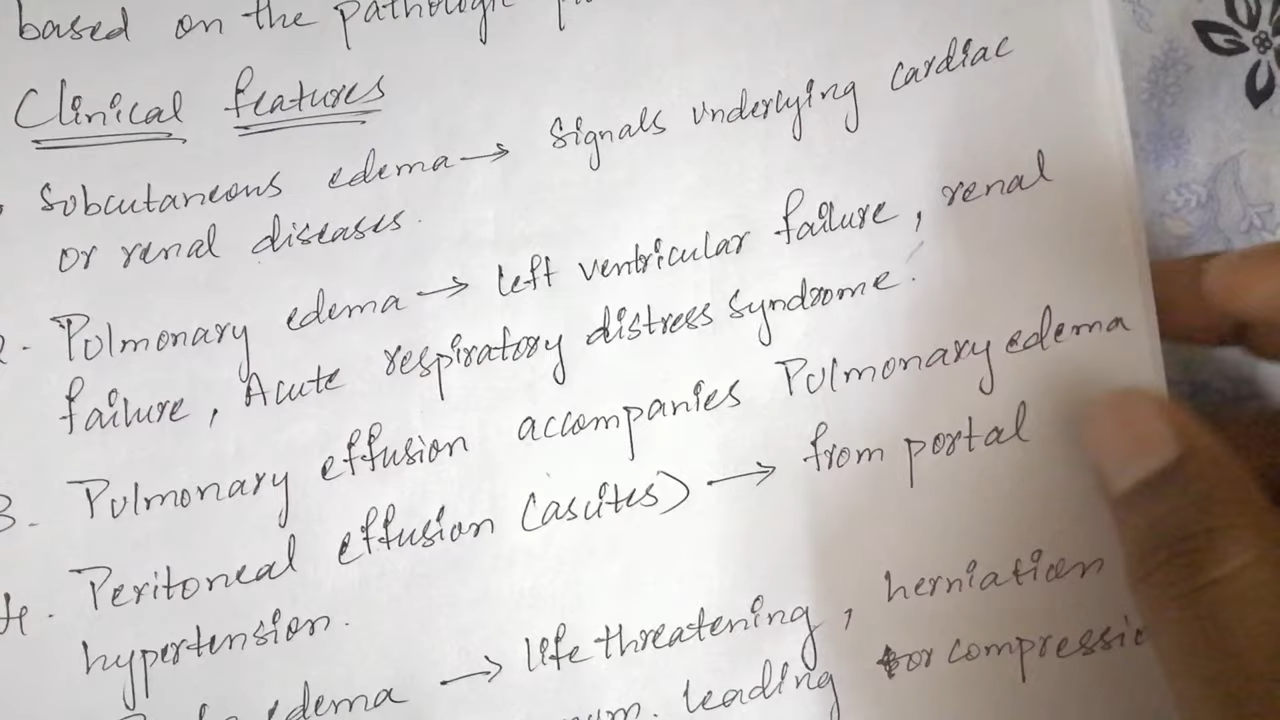 based on the pathologic
Clinical features
Subcutaneous edema → Signals underlying cardiac
or renal diseases.
2. Pulmonary edema → left ventricular failure, renal
failure, Acute respiratory distress syndrome.
3. Pulmonary effusion accompanies Pulmonary edema
4. Peritoneal effusion (ascites) → from portal
hypertension.
edema → life threatening, herniation
leading for compressio